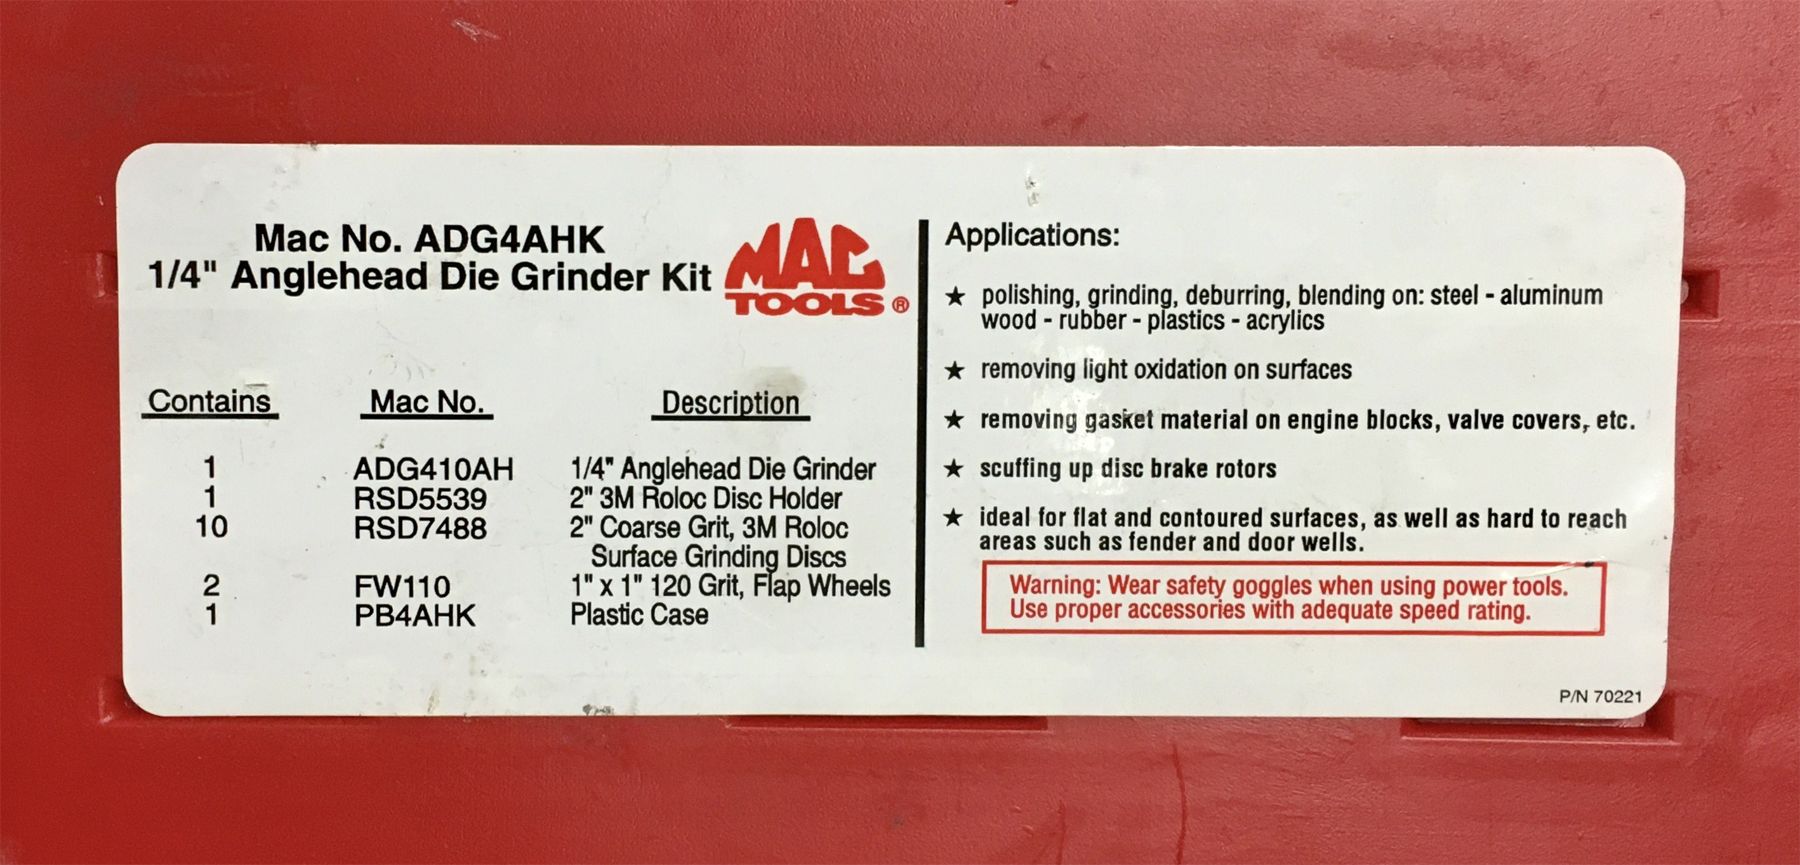 Mac No. ADG4AHK
1/4" Anglehead Die Grinder Kit
MAC
TOOLS ®
Contains Mac No. Description
1 ADG410AH 1/4" Anglehead Die Grinder
1 RSD5539 2" 3M Roloc Disc Holder
10 RSD7488 2" Coarse Grit, 3M Roloc
Surface Grinding Discs
2 FW110 1" x 1" 120 Grit, Flap Wheels
1 PB4AHK Plastic Case
Applications:
★ polishing, grinding, deburring, blending on: steel - aluminum
wood - rubber - plastics - acrylics
★ removing light oxidation on surfaces
★ removing gasket material on engine blocks, valve covers, etc.
★ scuffing up disc brake rotors
★ ideal for flat and contoured surfaces, as well as hard to reach
areas such as fender and door wells.
Warning: Wear safety goggles when using power tools.
Use proper accessories with adequate speed rating.
P/N 70221